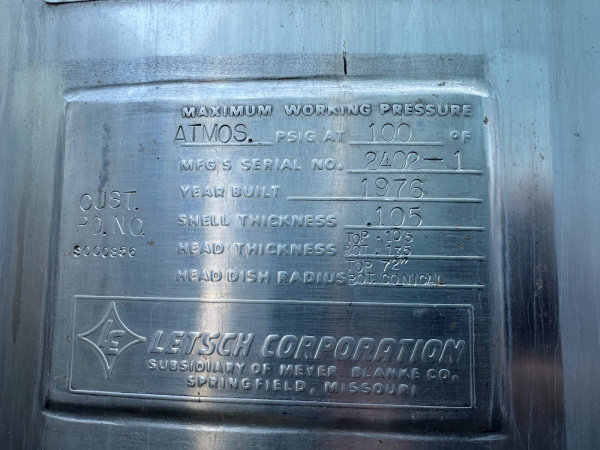 MAXIMUM WORKING PRESSURE
ATMOS. PSIG AT 100 OF
MFG'S SERIAL NO. 2402-1
YEAR BUILT 1976
SHELL THICKNESS .105
HEAD THICKNESS TOP .105
BOT. .135
HEAD DISH RADIUS TOP 72"
BOT. CONICAL
CUST.
P.O. NO.
S000856
LS LETSCH CORPORATION
SUBSIDIARY OF MEYER BLANKE CO.
SPRINGFIELD, MISSOURI